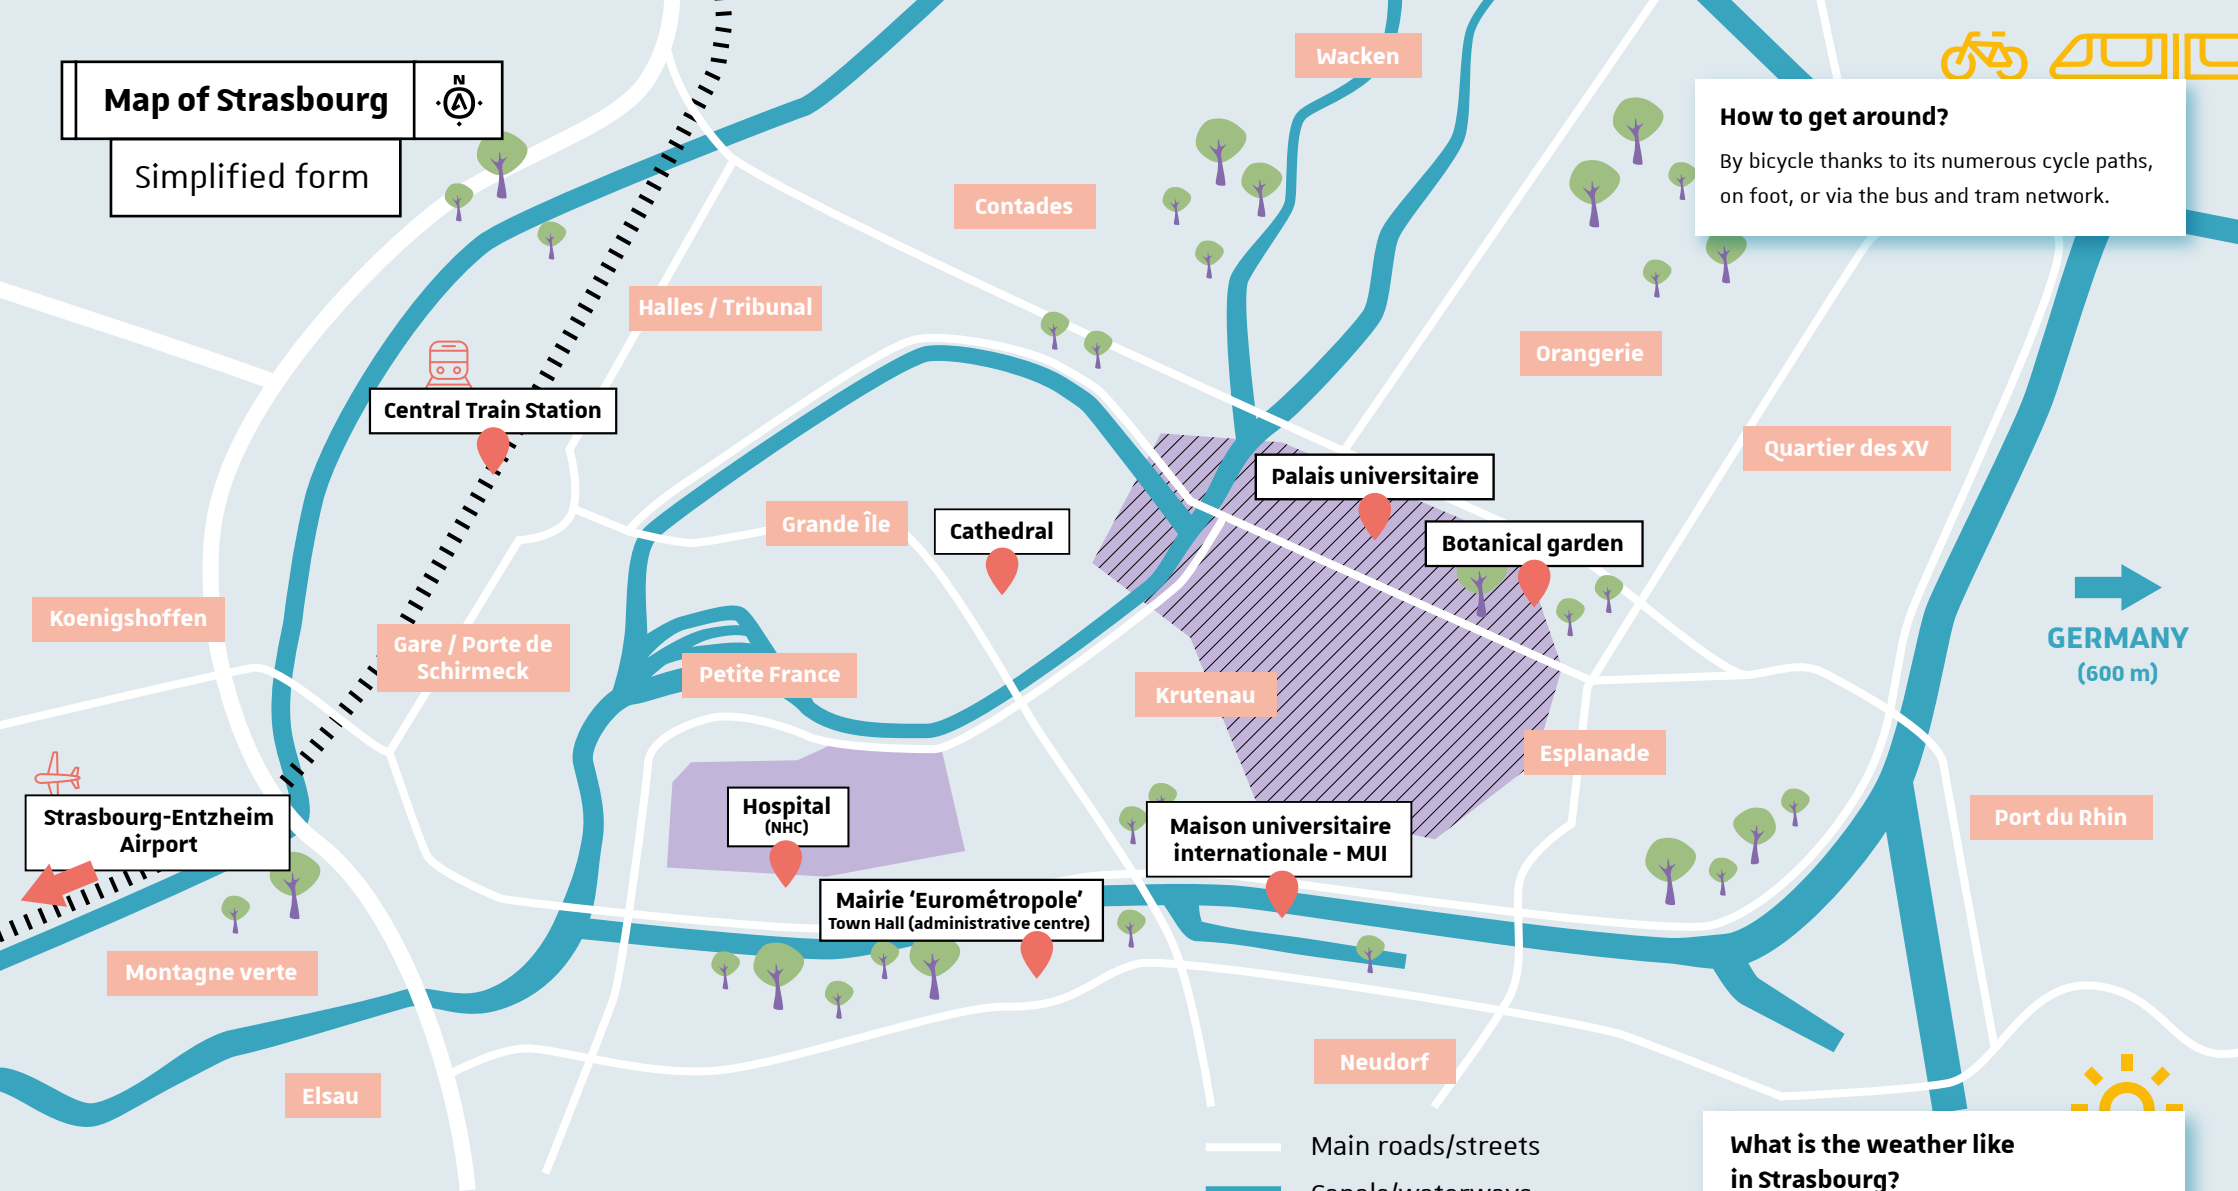 Map of Strasbourg
N
Simplified form
Wacken
How to get around?
By bicycle thanks to its numerous cycle paths,
on foot, or via the bus and tram network.
Contades
Halles / Tribunal
Orangerie
Central Train Station
Quartier des XV
Palais universitaire
Grande Île
Cathedral
Botanical garden
Koenigshoffen
Gare / Porte de
Schirmeck
Petite France
Krutenau
GERMANY
(600 m)
Esplanade
Strasbourg-Entzheim
Airport
Hospital
(NHC)
Maison universitaire
internationale - MUI
Port du Rhin
Mairie ‘Eurométropole’
Town Hall (administrative centre)
Montagne verte
Neudorf
Elsau
Main roads/streets
Canals/waterways
What is the weather like
in Strasbourg?